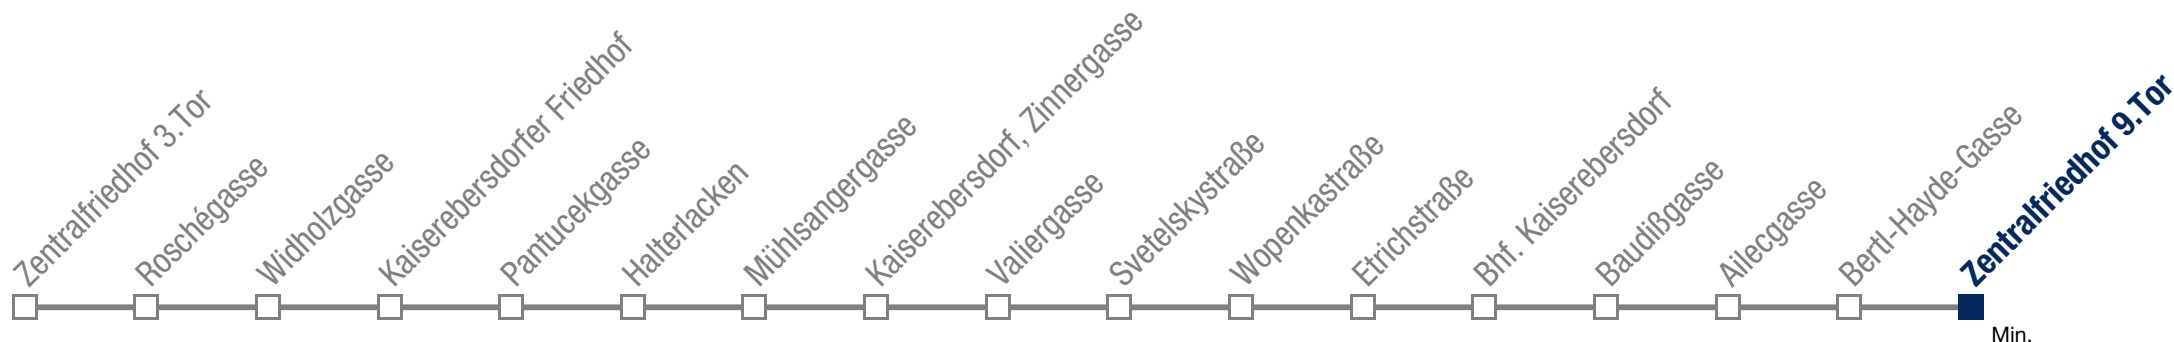 Zentralfriedhof 3.Tor
Roschégasse
Widholzgasse
Kaiserebersdorfer Friedhof
Pantucekgasse
Halterlacken
Mühlsangergasse
Kaiserebersdorf, Zinnergasse
Valiergasse
Svetelskystraße
Wopenkastraße
Etrichstraße
Bhf. Kaiserebersdorf
Baudißgasse
Ailecgasse
Bertl-Hayde-Gasse
Zentralfriedhof 9.Tor
Min.